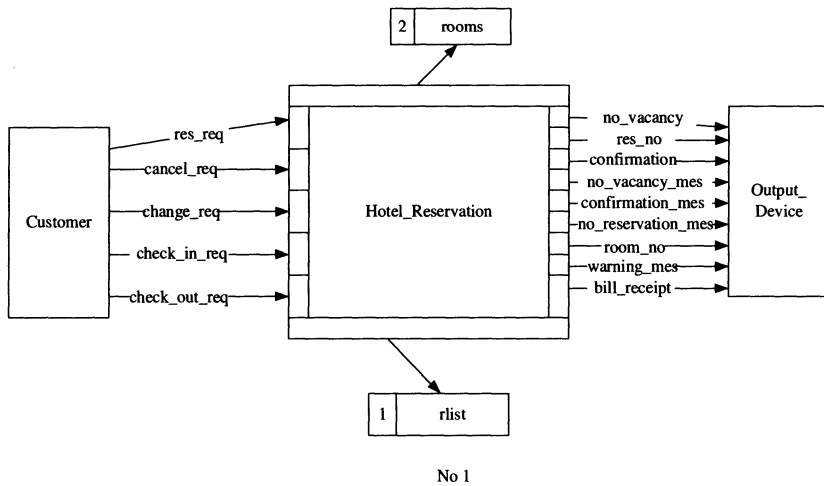 2 rooms
no_vacancy
res_req
res_no
cancel_req
confirmation
no_vacancy_mes
Customer
change_req
Hotel_Reservation
confirmation_mes
Output_
Device
no_reservation_mes
check_in_req
room_no
warning_mes
check_out_req
bill_receipt
1 rlist
No 1